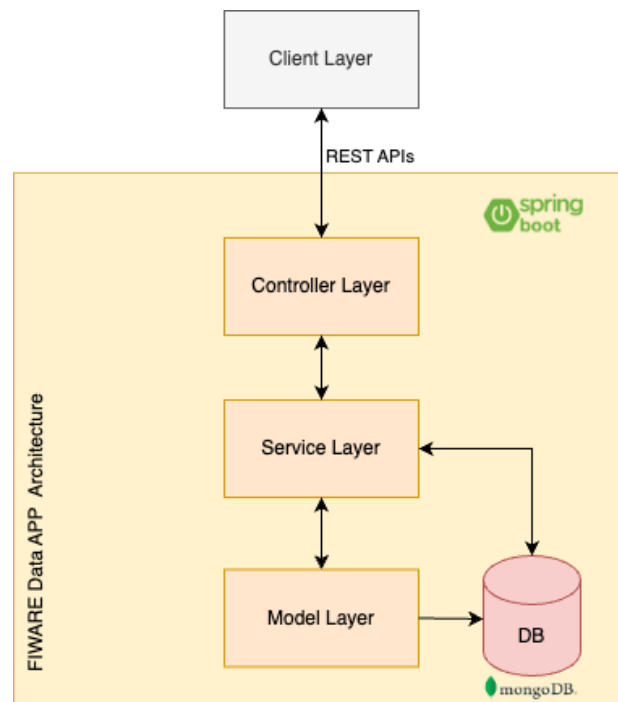 Client Layer
REST APIs
spring
boot
Controller Layer
Service Layer
FIWARE Data APP Architecture
Model Layer
DB
mongoDB.